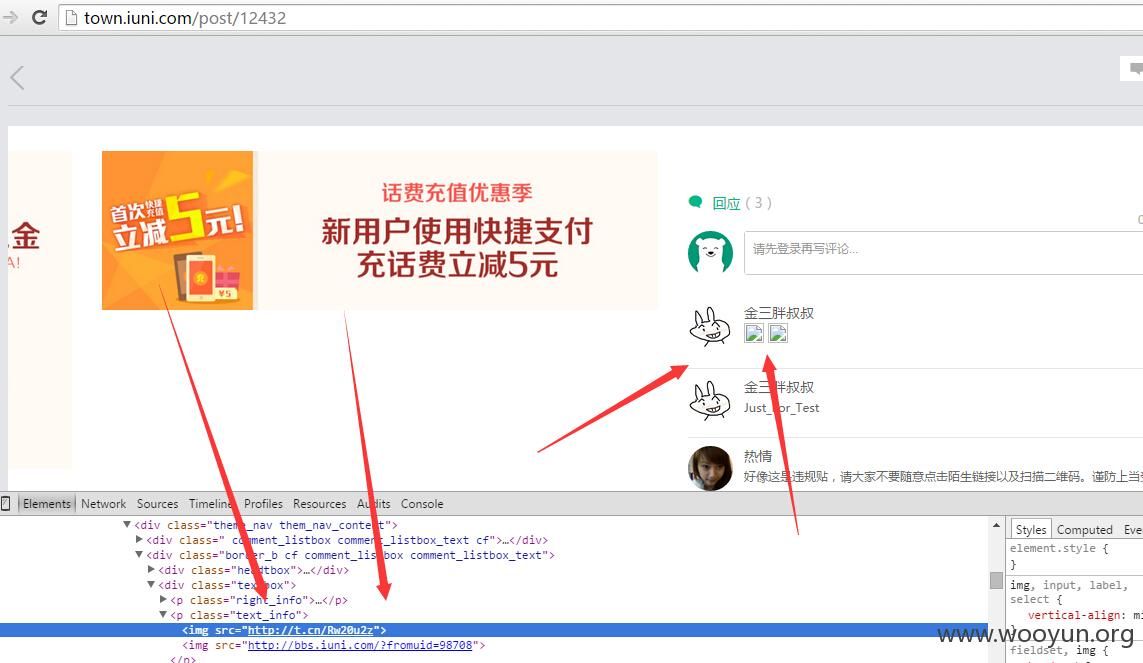 town.iuni.com/post/12432
金
A!
首次快捷充值
立减5元!
¥5
话费充值优惠季
新用户使用快捷支付
充话费立减5元
回应 ( 3 )
请先登录再写评论...
金三胖叔叔
金三胖叔叔
Just_For_Test
热情
好像这是违规贴，请大家不要随意点击陌生链接以及扫描二维码。谨防上当
Elements Network Sources Timeline Profiles Resources Audits Console
▼<div class="theme_nav them_nav_content">
▶<div class=" comment_listbox comment_listbox_text cf">…</div>
▼<div class="border_b cf comment_listbox comment_listbox_text">
▶<div class="headtbox">…</div>
▼<div class="textbox">
▶<p class="right_info">…</p>
▼<p class="text_info">
<img src="http://t.cn/Rw20u2z">
<img src="http://bbs.iuni.com/?fromuid=98708">
</p>
Styles Computed Eve
element.style {
}
img, input, label,
select {
vertical-align: mi
}
www.wooyun.org
fieldset, img {